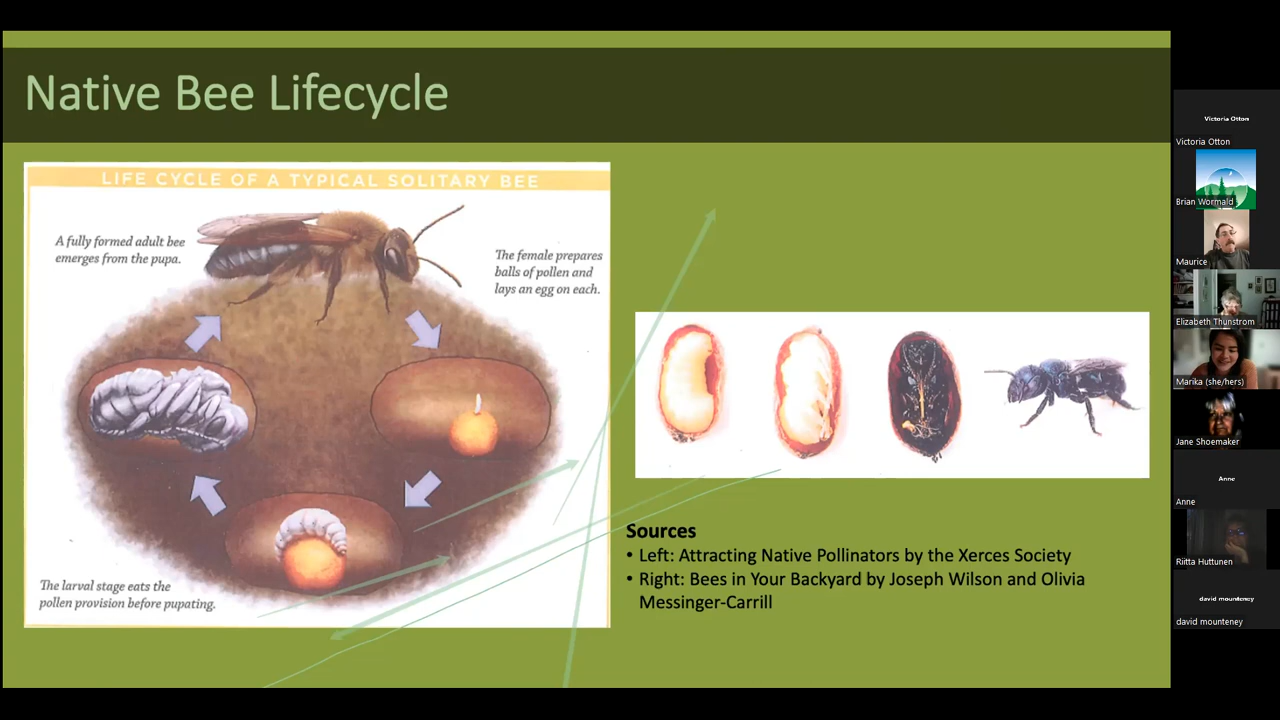 Native Bee Lifecycle
LIFE CYCLE OF A TYPICAL SOLITARY BEE
A fully formed adult bee
emerges from the pupa.
The female prepares
balls of pollen and
lays an egg on each.
The larval stage eats the
pollen provision before pupating.
Sources
• Left: Attracting Native Pollinators by the Xerces Society
• Right: Bees in Your Backyard by Joseph Wilson and Olivia
Messinger-Carrill
Victoria Otton
Victoria Otton
Brian Wormald
Maurice
Elizabeth Thunstrom
Marika (she/hers)
Jane Shoemaker
Anne
Anne
Riitta Huttunen
david mounteney
david mounteney